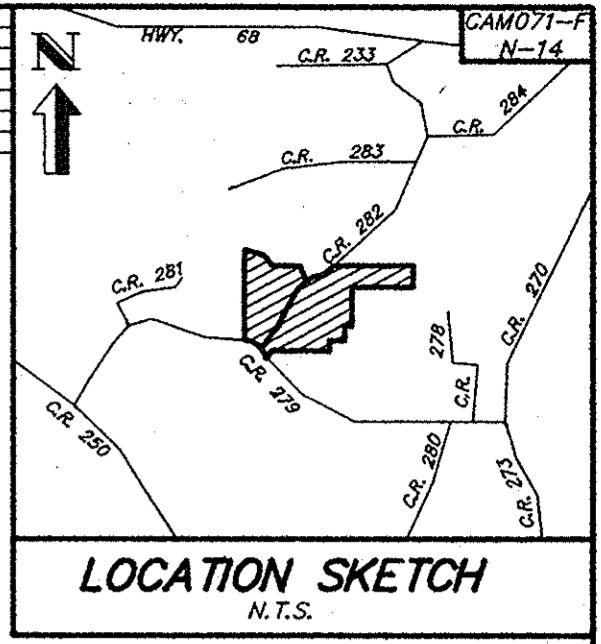 CAM071-F
N-14
N
HWY. 68
C.R. 233
C.R. 284
C.R. 283
C.R. 282
C.R. 281
C.R. 270
C.R. 278
C.R. 279
C.R. 250
C.R. 280
C.R. 273
LOCATION SKETCH
N.T.S.